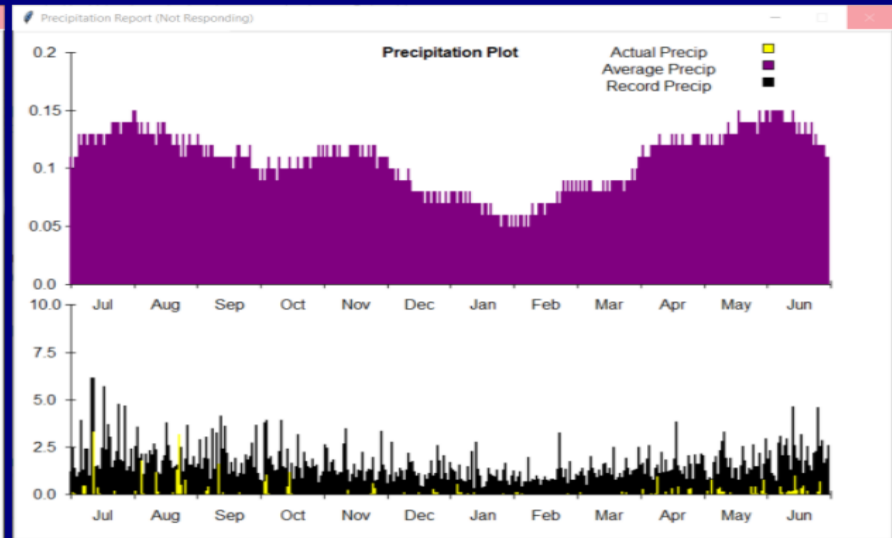 Precipitation Report (Not Responding)
Precipitation Plot
Actual Precip
Average Precip
Record Precip
0.2
0.15
0.1
0.05
0.0
Jul Aug Sep Oct Nov Dec Jan Feb Mar Apr May Jun
10.0
7.5
5.0
2.5
0.0
Jul Aug Sep Oct Nov Dec Jan Feb Mar Apr May Jun